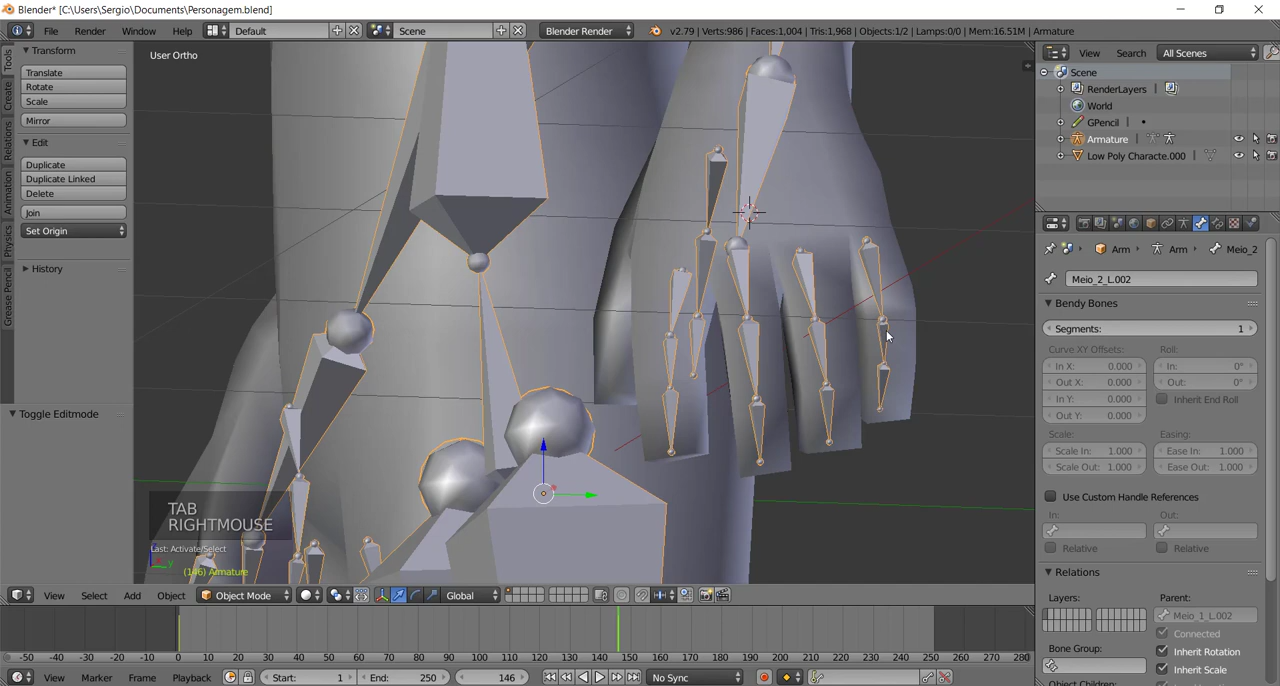 Blender* [C:\Users\Sergio\Documents\Personagem.blend]
File Render Window Help Default Scene Blender Render v2.79 | Verts:986 | Faces:1,004 | Tris:1,968 | Objects:1/2 | Lamps:0/0 | Mem:16.51M | Armature
Tools
Create
Relations
Animation
Physics
Grease Pencil
Transform
Translate
Rotate
Scale
Mirror
Edit
Duplicate
Duplicate Linked
Delete
Join
Set Origin
History
Toggle Editmode
User Ortho
TAB
RIGHTMOUSE
Last: Activate/Select
(146) Armature
View Select Add Object Object Mode Global
View Search All Scenes
Scene
RenderLayers
World
GPencil
Armature
Low Poly Characte.000
Arm Arm Meio_2
Meio_2_L.002
Bendy Bones
Segments: 1
Curve XY Offsets: Roll:
In X: 0.000 In: 0°
Out X: 0.000 Out: 0°
In Y: 0.000 Inherit End Roll
Out Y: 0.000
Scale: Easing:
Scale In: 1.000 Ease In: 1.000
Scale Out: 1.000 Ease Out: 1.000
Use Custom Handle References
In: Out:
Relative Relative
Relations
Layers: Parent:
Meio_1_L.002
Connected
Bone Group: Inherit Rotation
Inherit Scale
-50 -40 -30 -20 -10 0 10 20 30 40 50 60 70 80 90 100 110 120 130 140 150 160 170 180 190 200 210 220 230 240 250 260 270 280
View Marker Frame Playback Start: 1 End: 250 146 No Sync